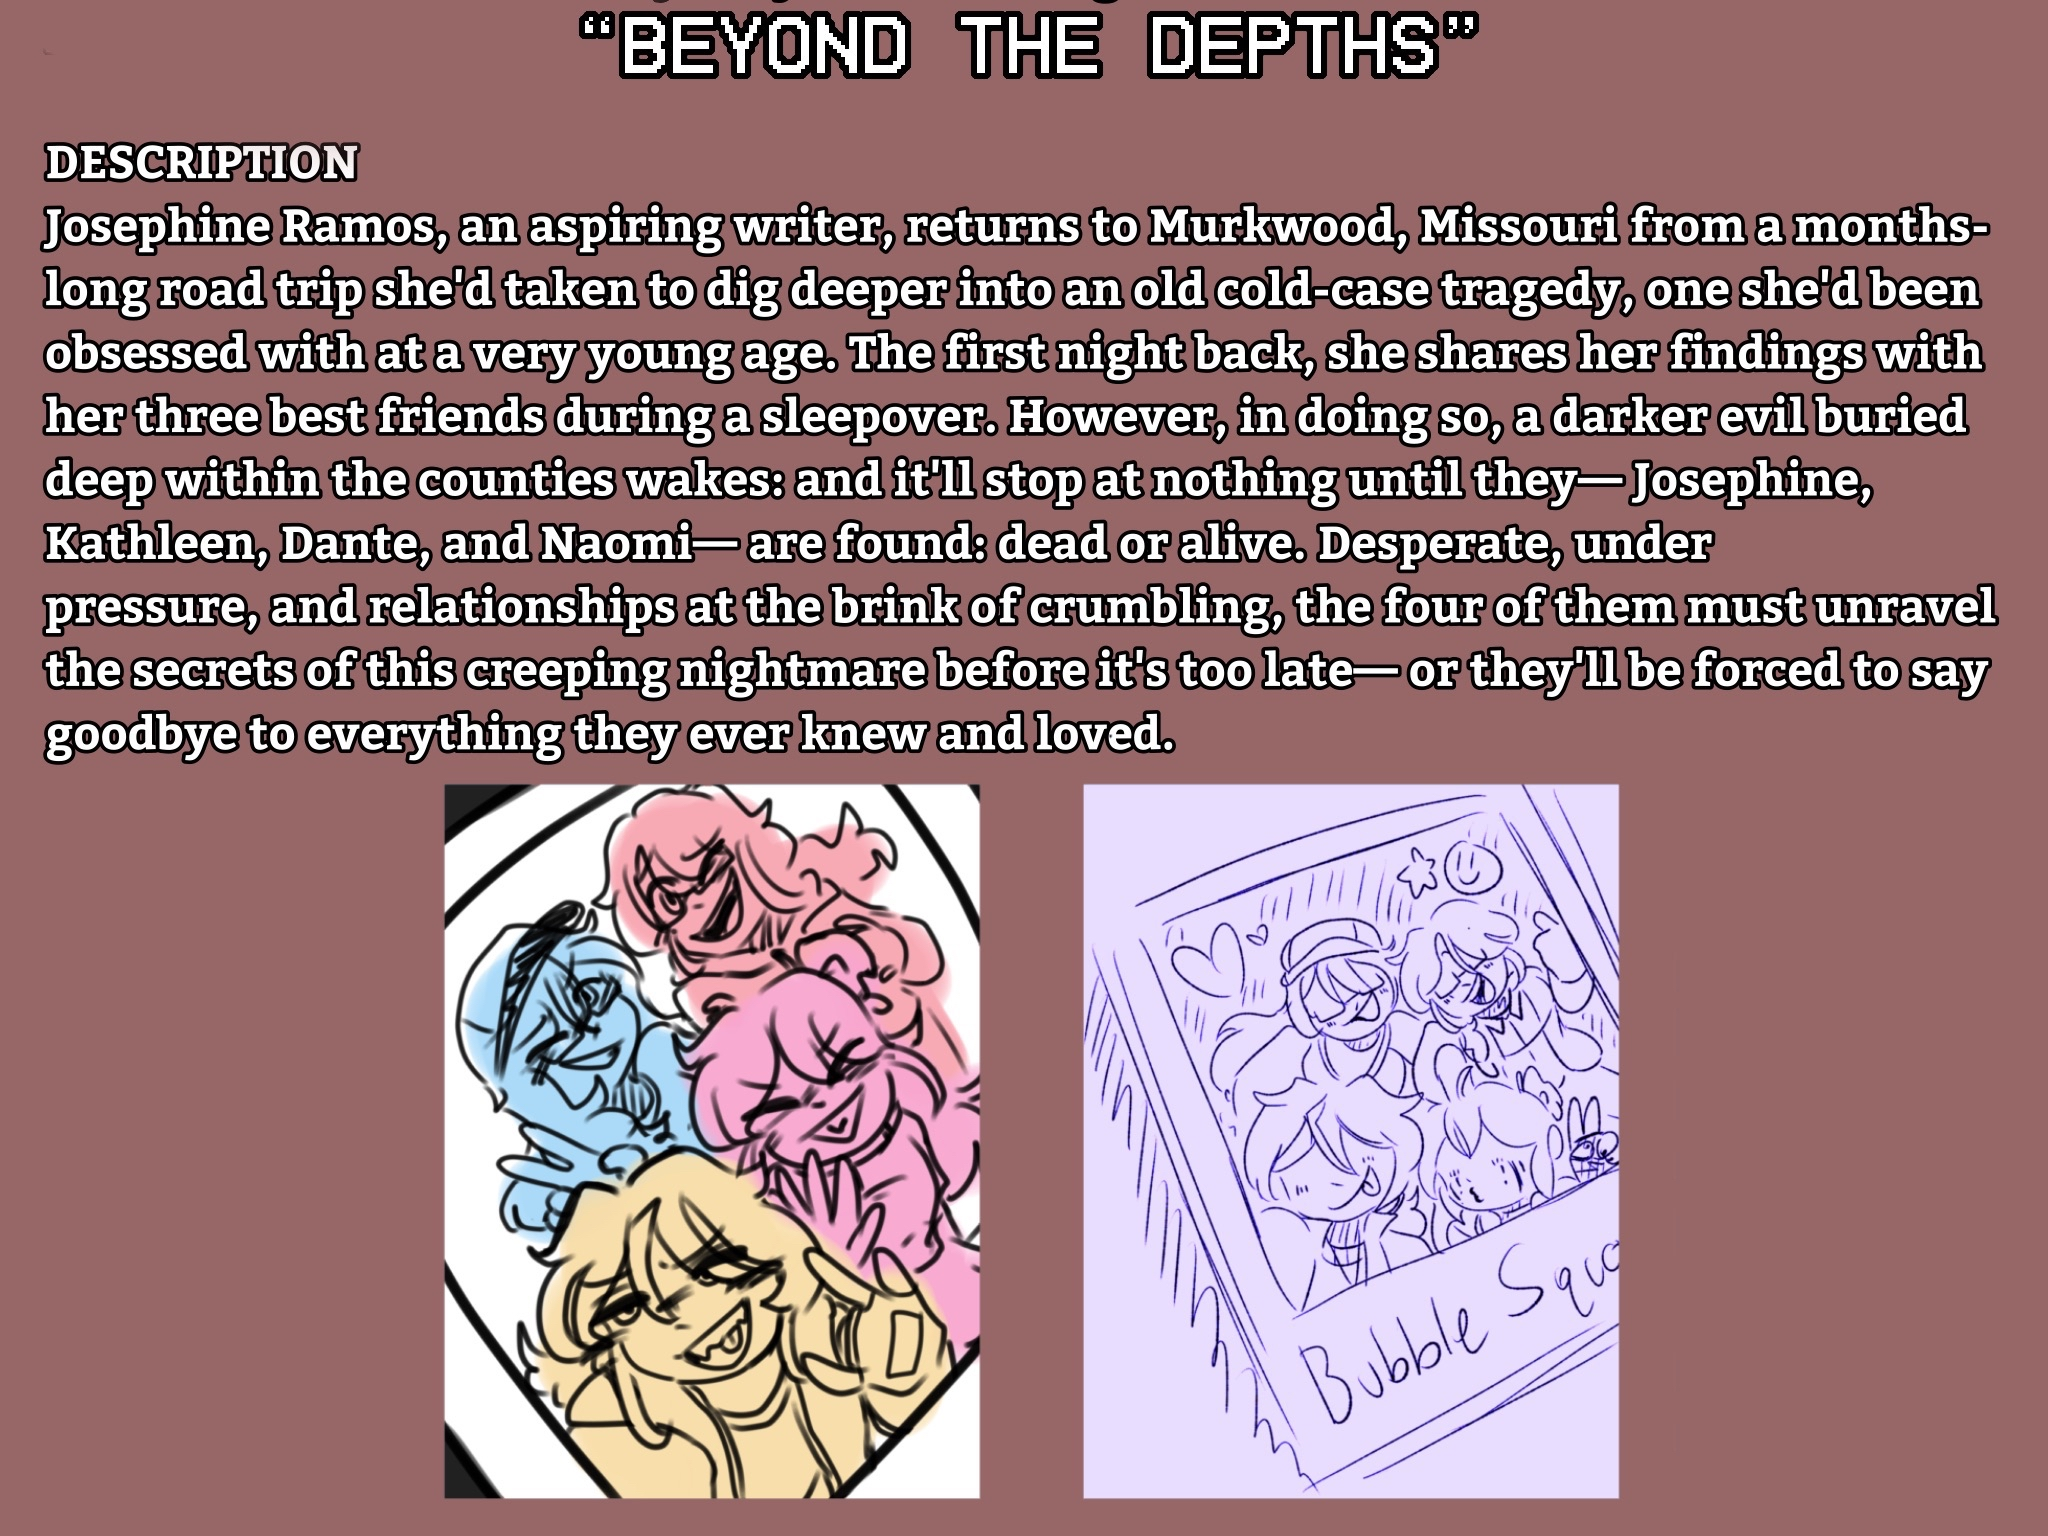 “BEYOND THE DEPTHS”
DESCRIPTION
Josephine Ramos, an aspiring writer, returns to Murkwood, Missouri from a months-
long road trip she'd taken to dig deeper into an old cold-case tragedy, one she'd been
obsessed with at a very young age. The first night back, she shares her findings with
her three best friends during a sleepover. However, in doing so, a darker evil buried
deep within the counties wakes: and it'll stop at nothing until they— Josephine,
Kathleen, Dante, and Naomi— are found: dead or alive. Desperate, under
pressure, and relationships at the brink of crumbling, the four of them must unravel
the secrets of this creeping nightmare before it's too late— or they'll be forced to say
goodbye to everything they ever knew and loved.
Bubble